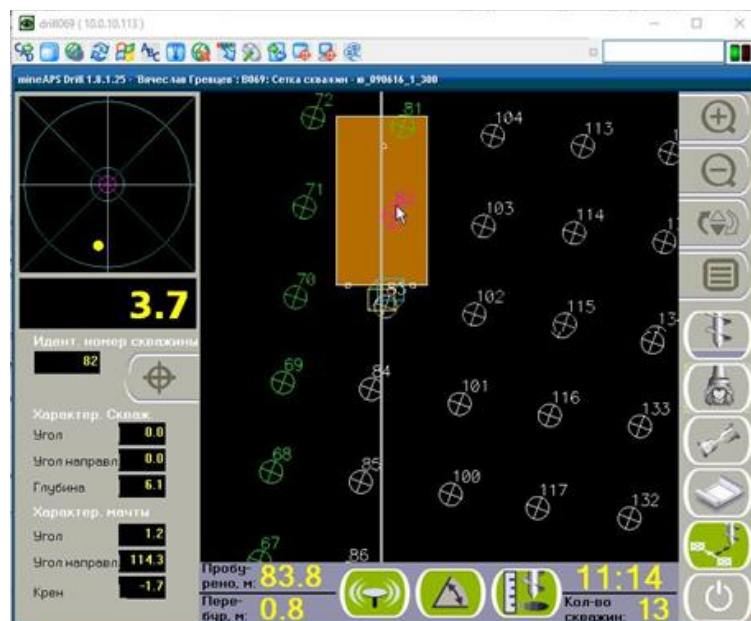 drill069 ( 10.0.10.113 )
mineAPS Drill 1.8.1.25 - 'Вячеслав Гревцев': B069: Сетка скважин - ю_090616_1_300
72
81
104
113
71
103
114
70
83
102
115
69
84
101
116
133
68
85
100
117
132
67
86
3.7
Идент. номер скважины
82
Характер. Скваж.
Угол
0.0
Угол направл.
0.0
Глубина
6.1
Характер. мачты
Угол
1.2
Угол направл.
114.3
Крен
-1.7
Пробу-
рено, м: 83.8
Пере-
бур, м: 0.8
11:14
Кол-во
скважин: 13